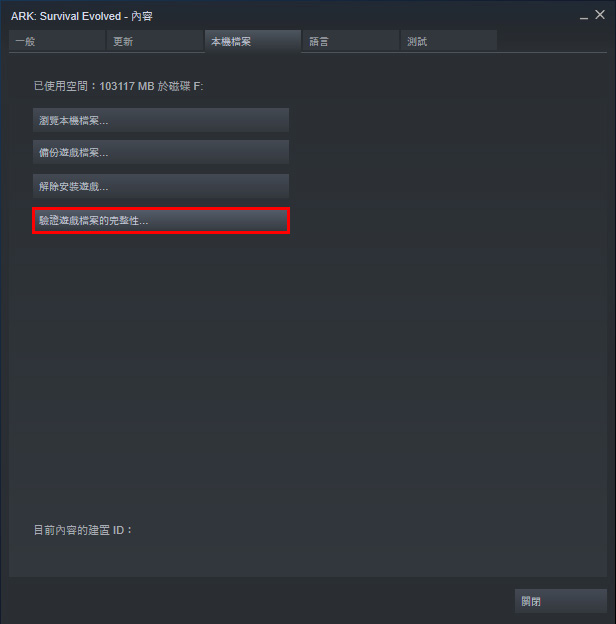 ARK: Survival Evolved - 內容
一般 更新 本機檔案 語言 測試
已使用空間：103117 MB 於磁碟 F:
瀏覽本機檔案...
備份遊戲檔案...
解除安裝遊戲...
驗證遊戲檔案的完整性...
目前內容的建置 ID：
關閉